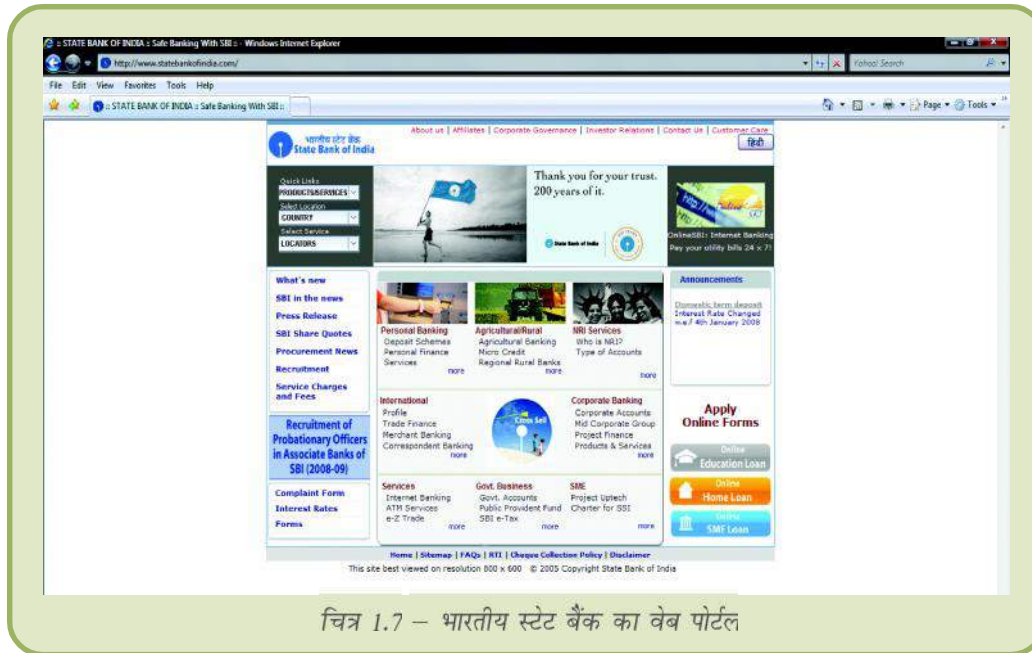 :: STATE BANK OF INDIA :: Safe Banking With SBI :: - Windows Internet Explorer
http://www.statebankofindia.com/
Yahoo! Search
File Edit View Favorites Tools Help
:: STATE BANK OF INDIA :: Safe Banking With SBI ::
Page Tools
About us | Affiliates | Corporate Governance | Investor Relations | Contact Us | Customer Care
भारतीय स्टेट बैंक
State Bank of India
हिंदी
Quick Links
PRODUCTS/SERVICES
Select Location
COUNTRY
Select Service
LOCATORS
Thank you for your trust.
200 years of it.
State Bank of India
http://www
OnlineSBI: Internet Banking
Pay your utility bills 24 x 7!
What's new
SBI in the news
Press Release
SBI Share Quotes
Procurement News
Recruitment
Service Charges
and Fees
Recruitment of
Probationary Officers
in Associate Banks of
SBI (2008-09)
Complaint Form
Interest Rates
Forms
Personal Banking
Deposit Schemes
Personal Finance
Services
more
Agricultural/Rural
Agricultural Banking
Micro Credit
Regional Rural Banks
more
NRI Services
Who is NRI?
Type of Accounts
more
International
Profile
Trade Finance
Merchant Banking
Correspondent Banking
more
Cross Sell
Corporate Banking
Corporate Accounts
Mid Corporate Group
Project Finance
Products & Services
more
Services
Internet Banking
ATM Services
e-Z Trade
more
Govt. Business
Govt. Accounts
Public Provident Fund
SBI e-Tax
more
SME
Project Uptech
Charter for SSI
more
Announcements
Domestic term deposit
Interest Rate Changed
w.e.f 4th January 2008
Apply
Online Forms
Online
Education Loan
Online
Home Loan
Online
SME Loan
Home | Sitemap | FAQs | RTI | Cheque Collection Policy | Disclaimer
This site best viewed on resolution 800 x 600 © 2005 Copyright State Bank of India
चित्र 1.7 – भारतीय स्टेट बैंक का वेब पोर्टल